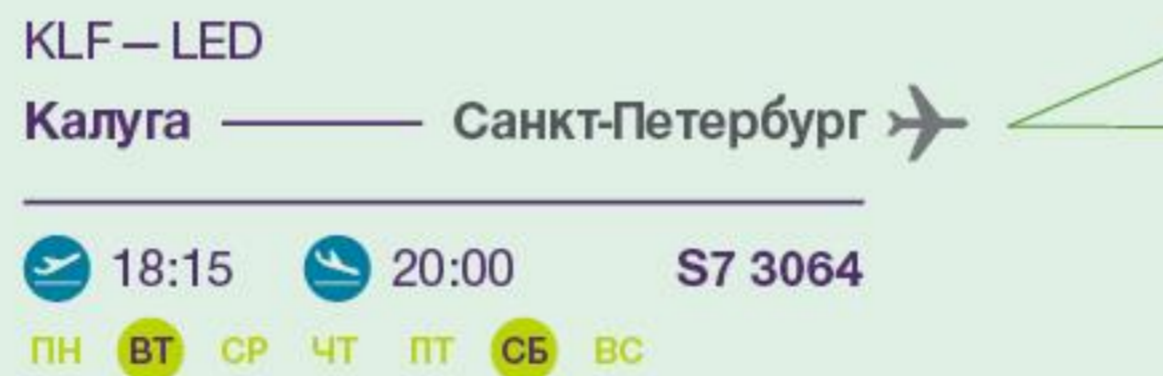 KLF – LED
Калуга — Санкт-Петербург
18:15 20:00 S7 3064
ПН ВТ СР ЧТ ПТ СБ ВС